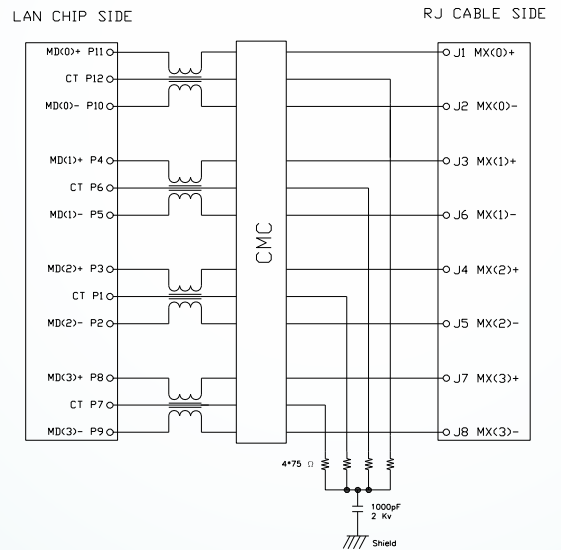 LAN CHIP SIDE
RJ CABLE SIDE
MD(0)+ P11
J1 MX(0)+
CT P12
MD(0)- P10
J2 MX(0)-
MD(1)+ P4
J3 MX(1)+
CT P6
MD(1)- P5
J6 MX(1)-
CMC
MD(2)+ P3
J4 MX(2)+
CT P1
MD(2)- P2
J5 MX(2)-
MD(3)+ P8
J7 MX(3)+
CT P7
MD(3)- P9
J8 MX(3)-
4*75 Ω
1000pF
2 Kv
Shield